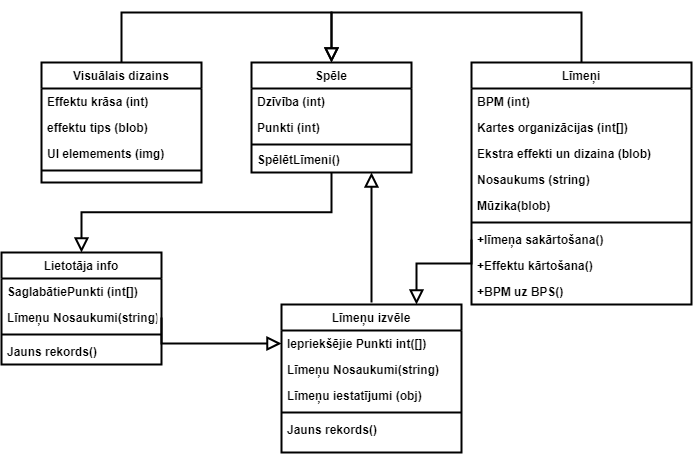 Visuālais dizains
Effektu krāsa (int)
effektu tips (blob)
UI elemements (img)
Spēle
Dzīvība (int)
Punkti (int)
SpēlētLīmeni()
Līmeņi
BPM (int)
Kartes organizācijas (int[])
Ekstra effekti un dizaina (blob)
Nosaukums (string)
Mūzika(blob)
+līmeņa sakārtošana()
+Effektu kārtošana()
+BPM uz BPS()
Lietotāja info
SaglabātiePunkti (int[])
Līmeņu Nosaukumi(string)
Jauns rekords()
Līmeņu izvēle
Iepriekšējie Punkti int([])
Līmeņu Nosaukumi(string)
Līmeņu iestatījumi (obj)
Jauns rekords()